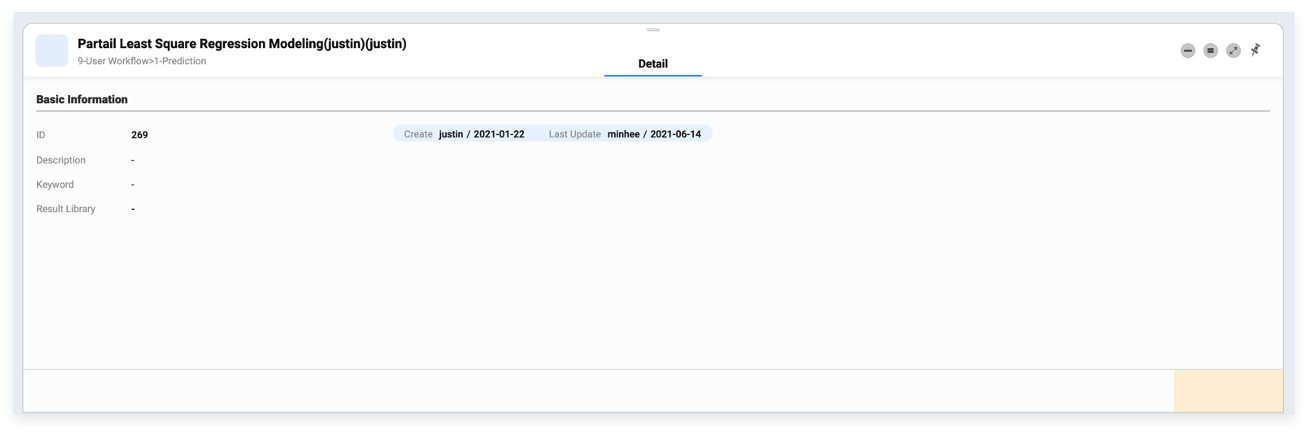 Partail Least Square Regression Modeling(justin)(justin)
9-User Workflow>1-Prediction
Detail
Basic Information
ID 269 Create justin / 2021-01-22 Last Update minhee / 2021-06-14
Description -
Keyword -
Result Library -